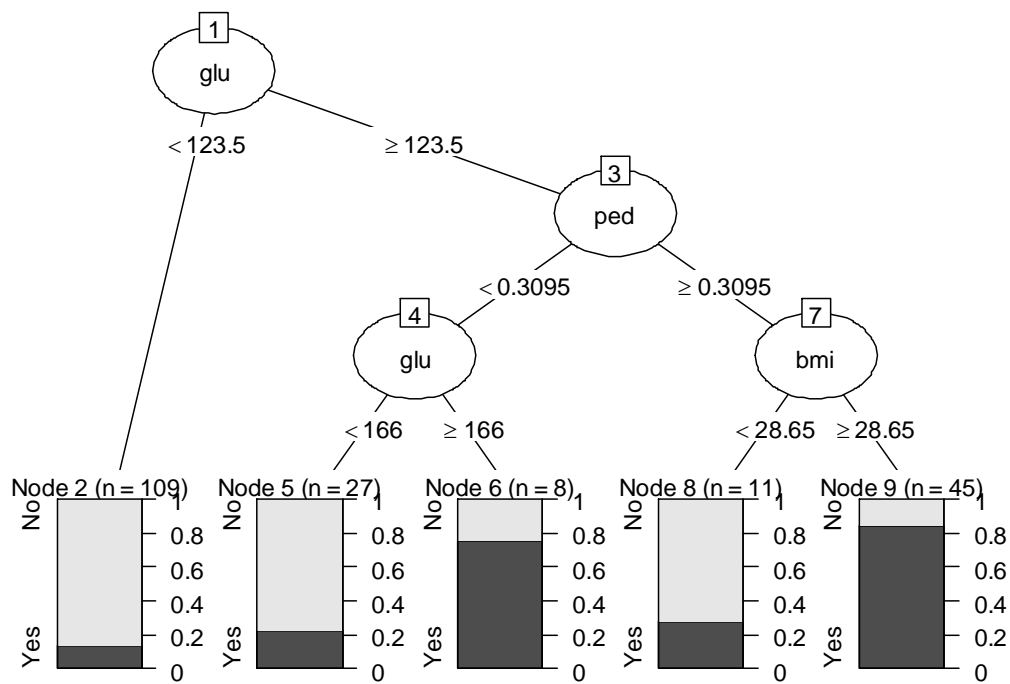 1
glu
< 123.5
≥ 123.5
3
ped
< 0.3095
≥ 0.3095
4
glu
7
bmi
< 166
≥ 166
< 28.65
≥ 28.65
Node 2 (n = 109)
Node 5 (n = 27)
Node 6 (n = 8)
Node 8 (n = 11)
Node 9 (n = 45)
No
Yes
1
0.8
0.6
0.4
0.2
0
No
Yes
1
0.8
0.6
0.4
0.2
0
No
Yes
1
0.8
0.6
0.4
0.2
0
No
Yes
1
0.8
0.6
0.4
0.2
0
No
Yes
1
0.8
0.6
0.4
0.2
0